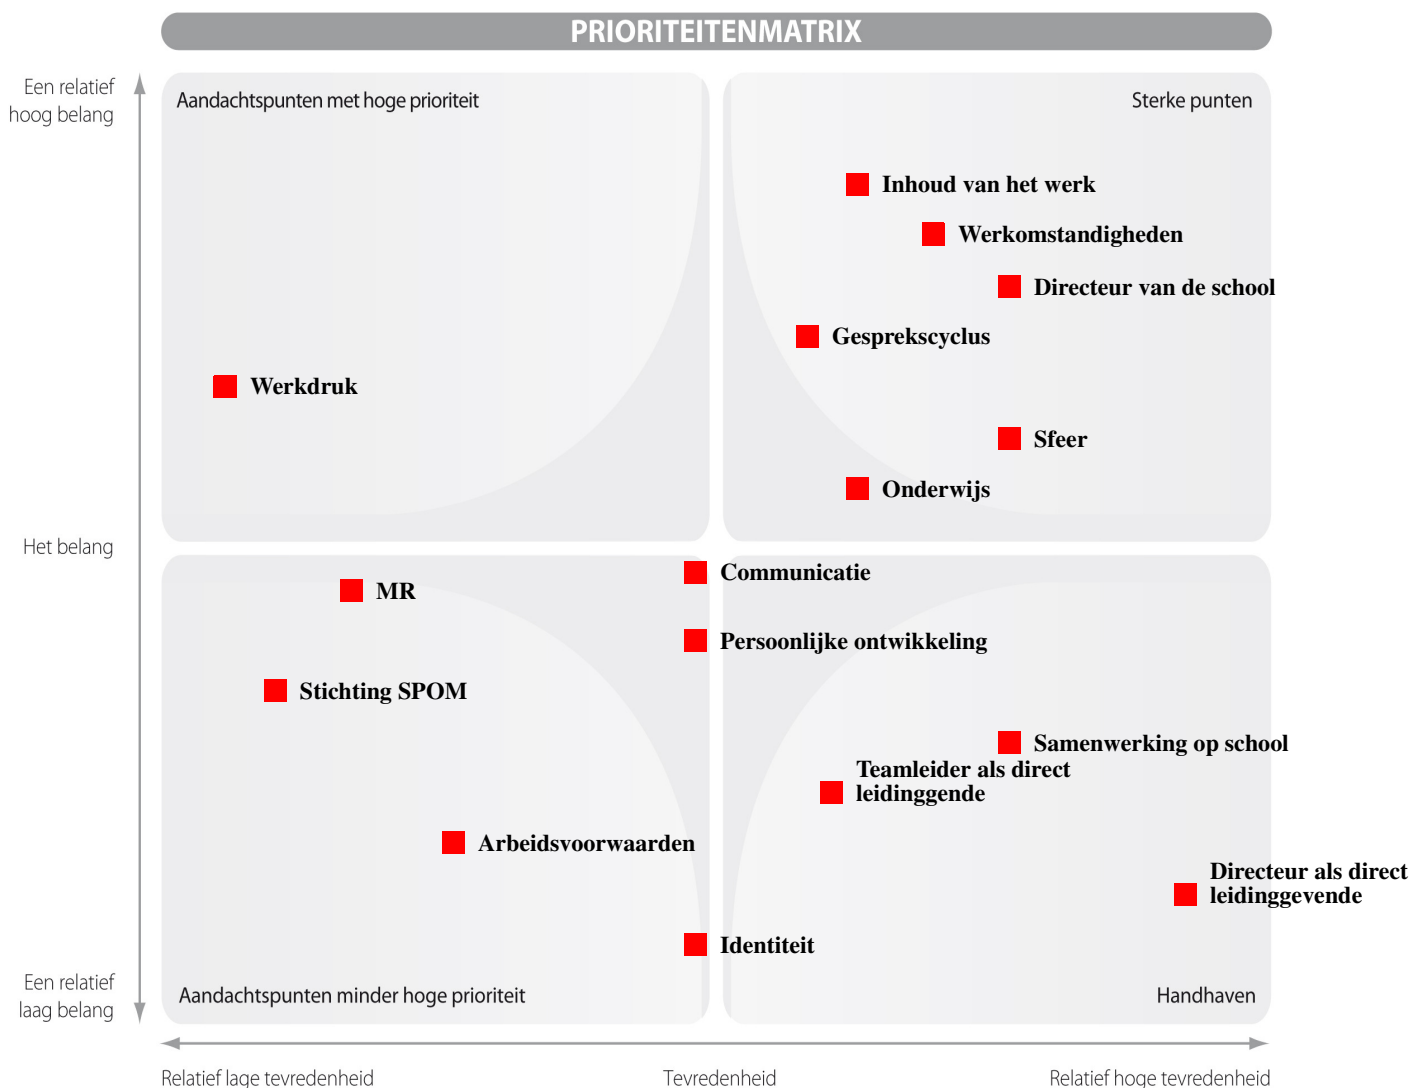 PRIORITEITENMATRIX
Een relatief
hoog belang
Aandachtspunten met hoge prioriteit
Sterke punten
Inhoud van het werk
Werkomstandigheden
Directeur van de school
Gesprekscyclus
Werkdruk
Sfeer
Onderwijs
Het belang
Communicatie
MR
Persoonlijke ontwikkeling
Stichting SPOM
Samenwerking op school
Teamleider als direct
leidinggende
Arbeidsvoorwaarden
Directeur als direct
leidinggevende
Identiteit
Een relatief
laag belang
Aandachtspunten minder hoge prioriteit
Handhaven
Relatief lage tevredenheid
Tevredenheid
Relatief hoge tevredenheid